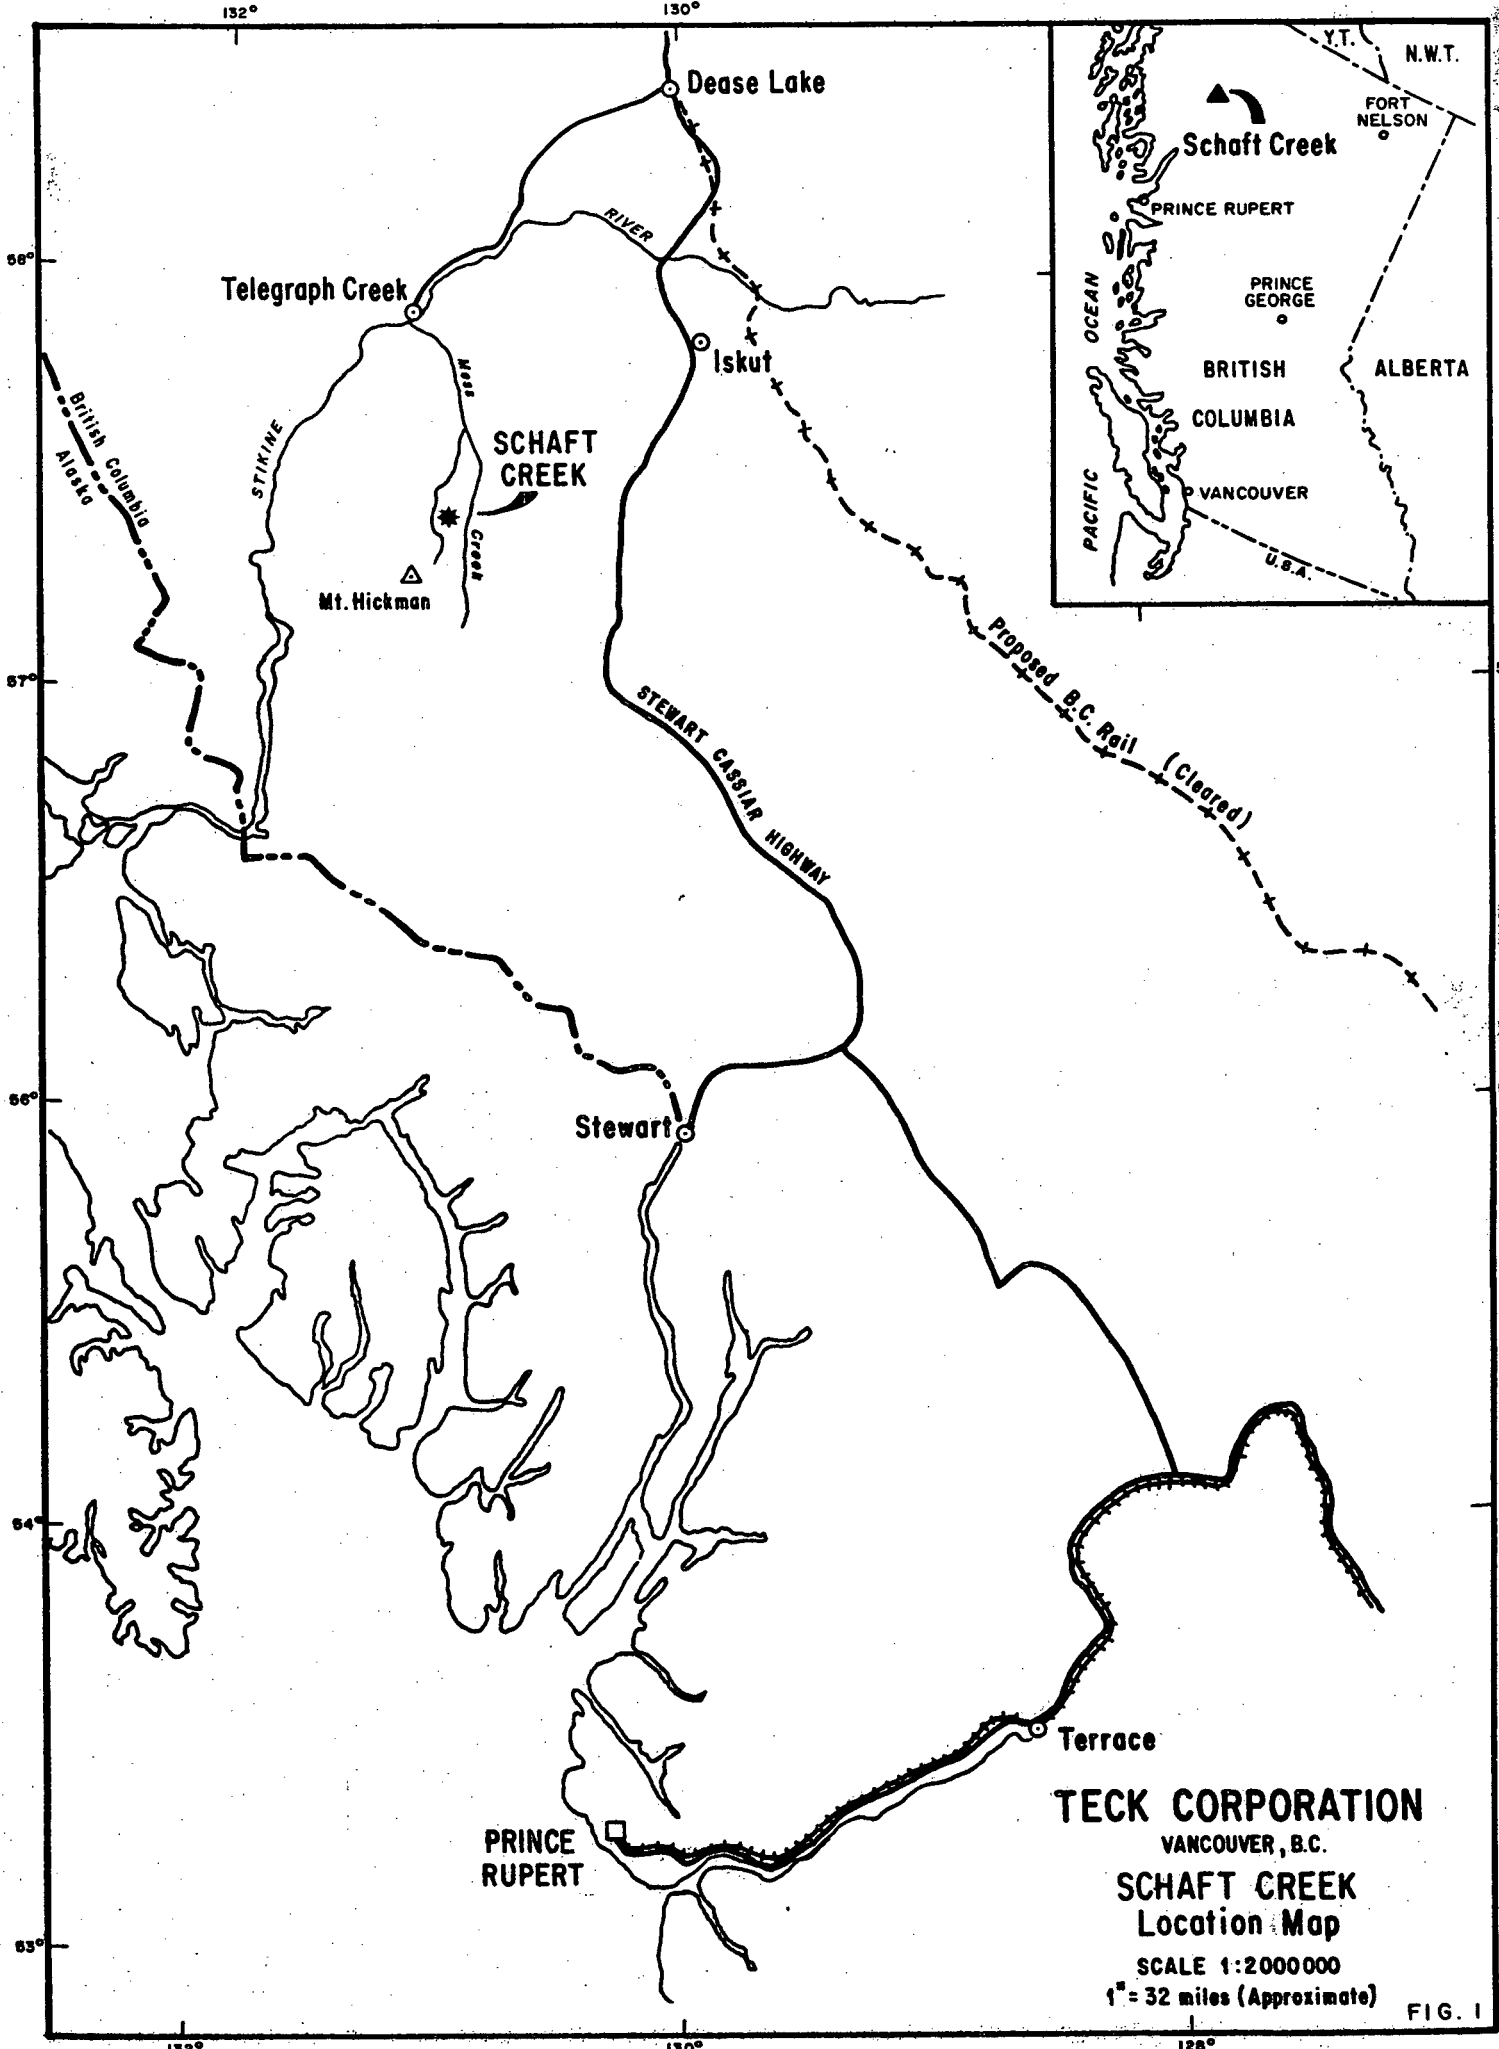 132°
130°
Dease Lake
RIVER
58°
Telegraph Creek
Iskut
Mess
Creek
British Columbia
Alaska
STIKINE
SCHAFT
CREEK
Mt. Hickman
57°
STEWART CASSIAR HIGHWAY
Proposed B.C. Rail (Cleared)
56°
Stewart
54°
Terrace
PRINCE
RUPERT
53°
132°
130°
128°
Y.T.
N.W.T.
FORT
NELSON
Schaft Creek
PRINCE RUPERT
PRINCE
GEORGE
PACIFIC OCEAN
BRITISH
COLUMBIA
ALBERTA
VANCOUVER
U.S.A.
TECK CORPORATION
VANCOUVER, B.C.
SCHAFT CREEK
Location Map
SCALE 1:2000000
1" = 32 miles (Approximate)
FIG. 1